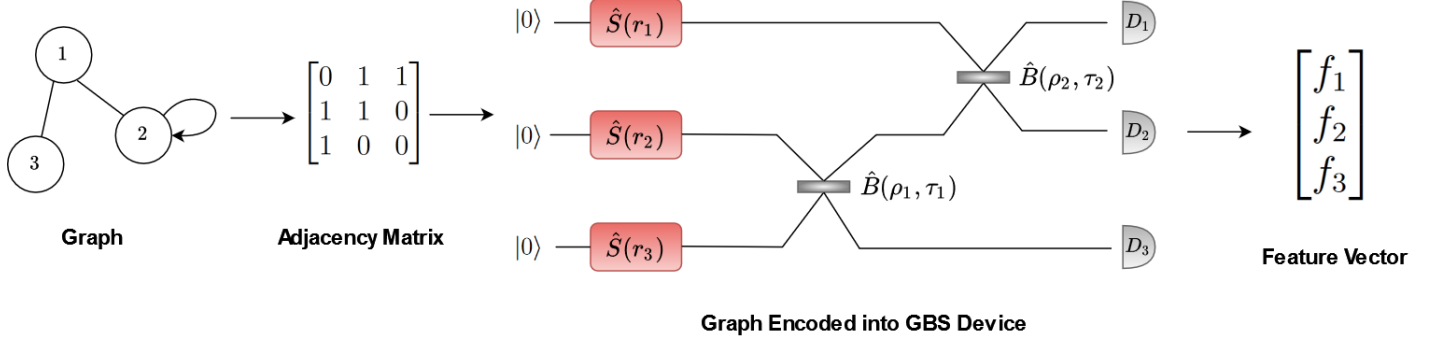 1
2
3
Graph
[0 1 1]
[1 1 0]
[1 0 0]
Adjacency Matrix
|0⟩ Ŝ(r₁) D₁
B̂(ρ₂, τ₂)
|0⟩ Ŝ(r₂) D₂
B̂(ρ₁, τ₁)
|0⟩ Ŝ(r₃) D₃
Graph Encoded into GBS Device
f₁
f₂
f₃
Feature Vector